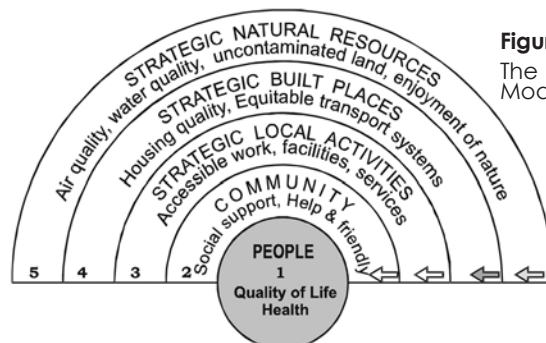 STRATEGIC NATURAL RESOURCES
Air quality, water quality, uncontaminated land, enjoyment of nature
STRATEGIC BUILT PLACES
Housing quality, Equitable transport systems
STRATEGIC LOCAL ACTIVITIES
Accessible work, facilities, services
COMMUNITY
Social support, Help & friendly
5 4 3 2
PEOPLE
1
Quality of Life
Health
Figur
The
Moc